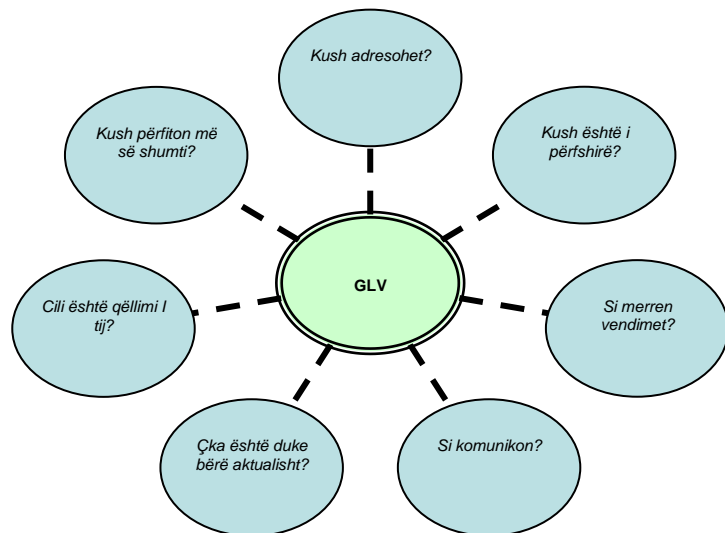 Kush adresohet?
Kush përfiton më
së shumti?
Kush është i
përfshirë?
GLV
Cili është qëllimi I
tij?
Si merren
vendimet?
Çka është duke
bërë aktualisht?
Si komunikon?